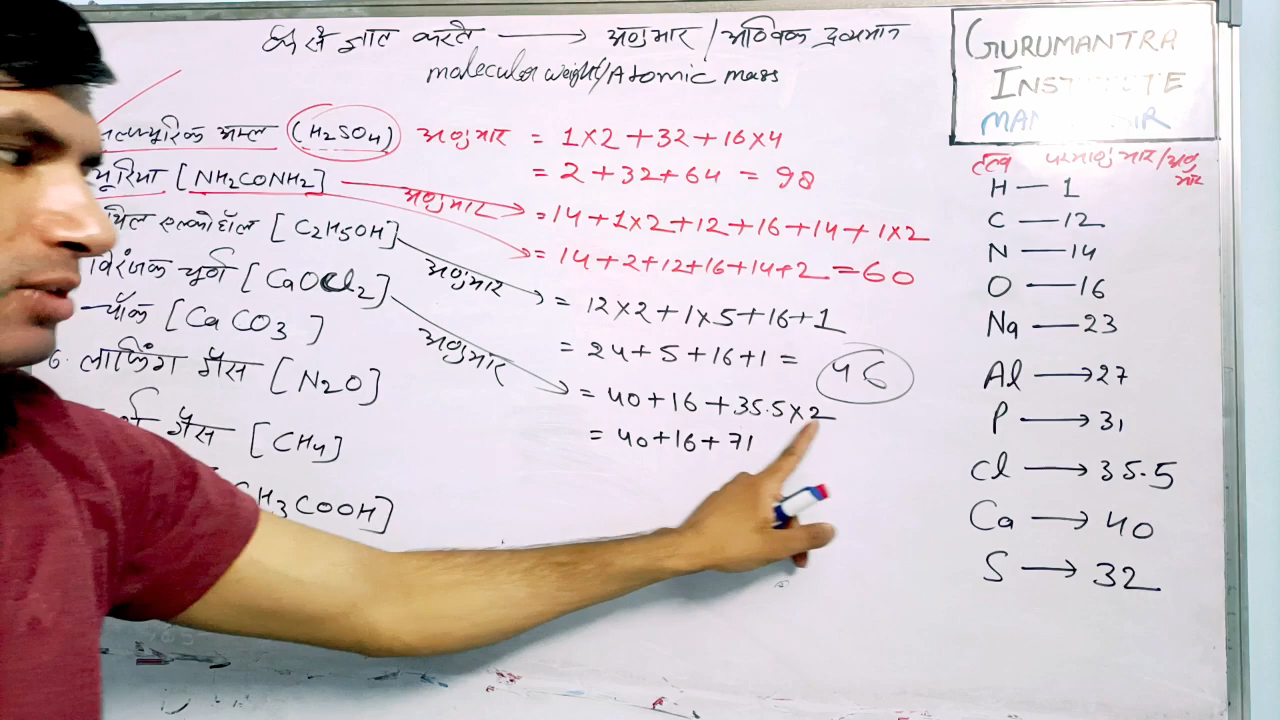 से ज्ञात करते → अणुभार / आण्विक द्रव्यमान
molecular weight/Atomic mass
GURUMANTRA
INSTITUTE
तत्व परमाणु भार/अणुभार
H — 1
C — 12
N — 14
O — 16
Na — 23
Al → 27
P → 31
Cl → 35.5
Ca → 40
S → 32
सल्फ्यूरिक अम्ल (H2SO4) अणुभार = 1×2+32+16×4
= 2+32+64 = 98
यूरिया [NH2CONH2] अणुभार = 14+1×2+12+16+14+1×2
= 14+2+12+16+14+2 = 60
थिल एल्कोहॉल [C2H5OH] अणुभार = 12×2+1×5+16+1
= 24+5+16+1 = 46
विरंजक चूर्ण [CaOCl2] अणुभार = 40+16+35.5×2
= 40+16+71
चॉक [CaCO3]
6. लाफिंग गैस [N2O]
गैस [CH4]
H3COOH]